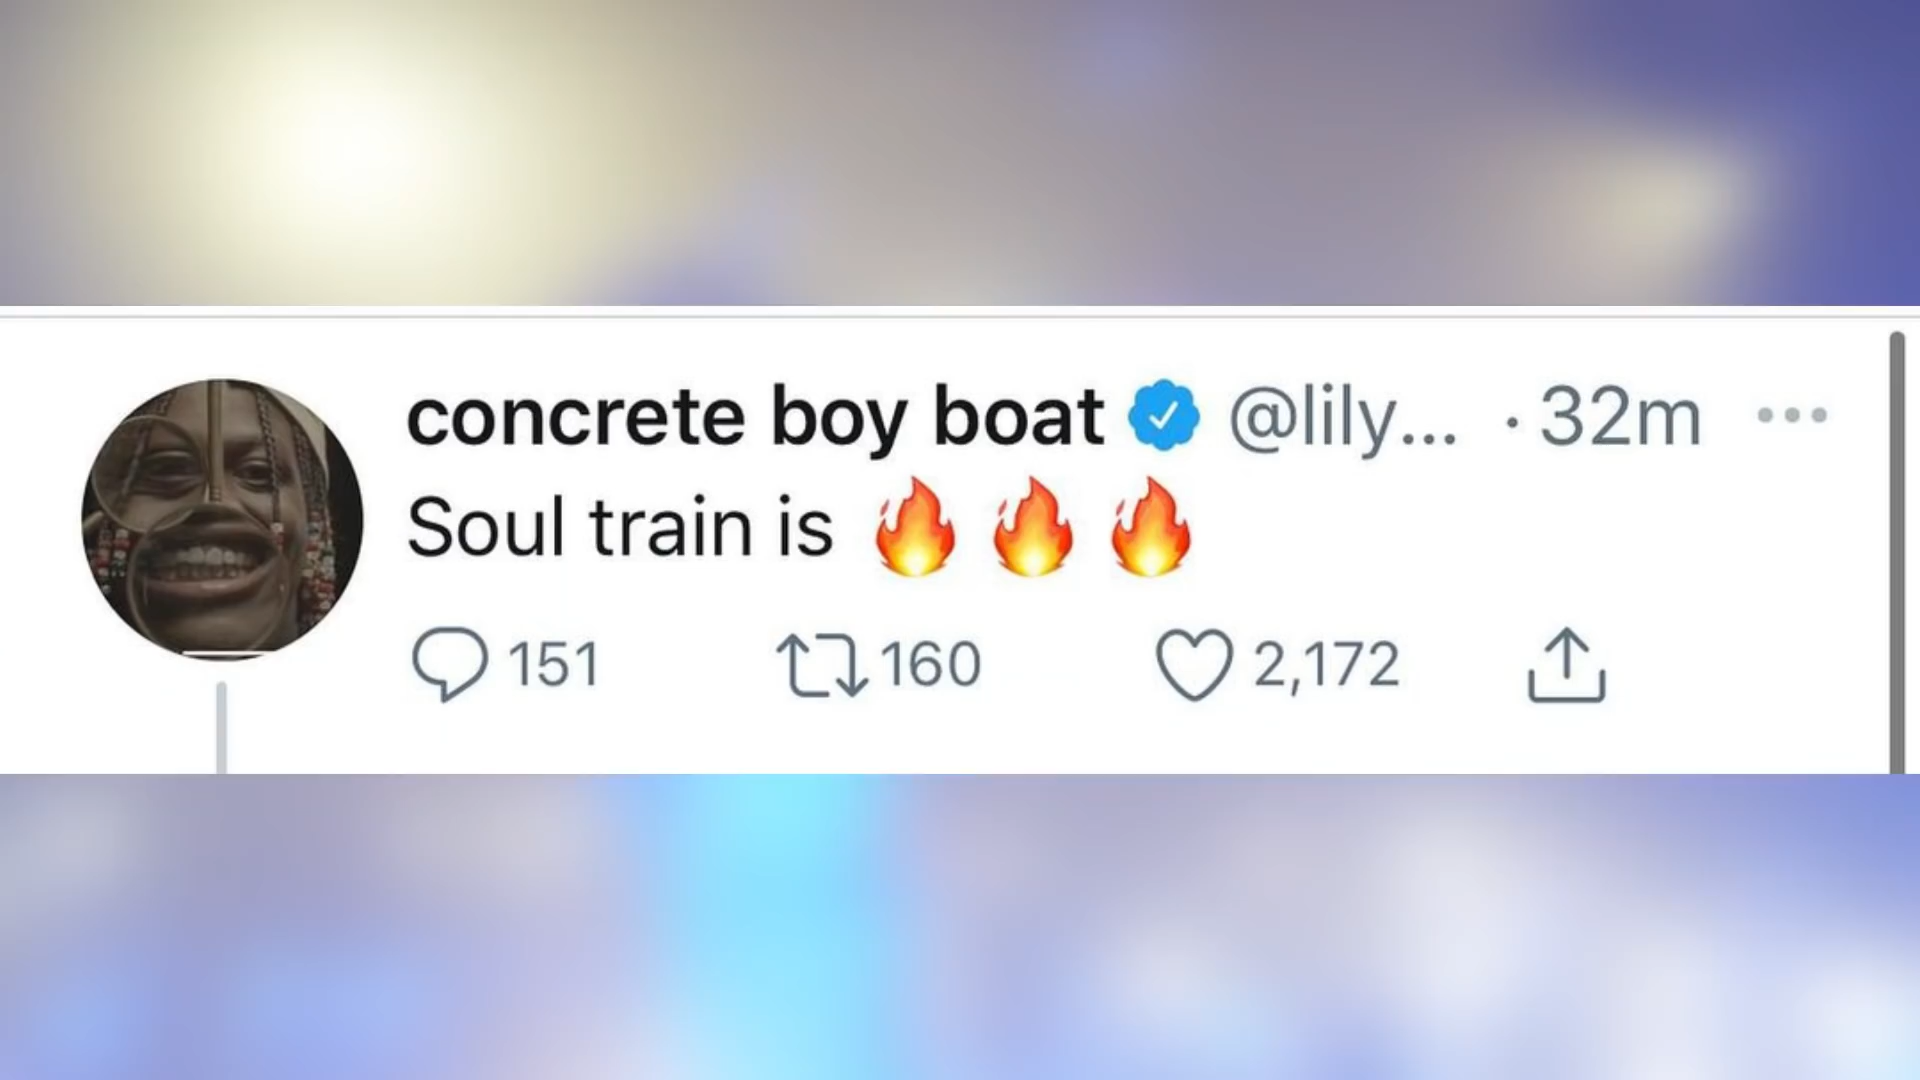 concrete boy boat @lily... · 32m
Soul train is 🔥 🔥 🔥
151 160 2,172